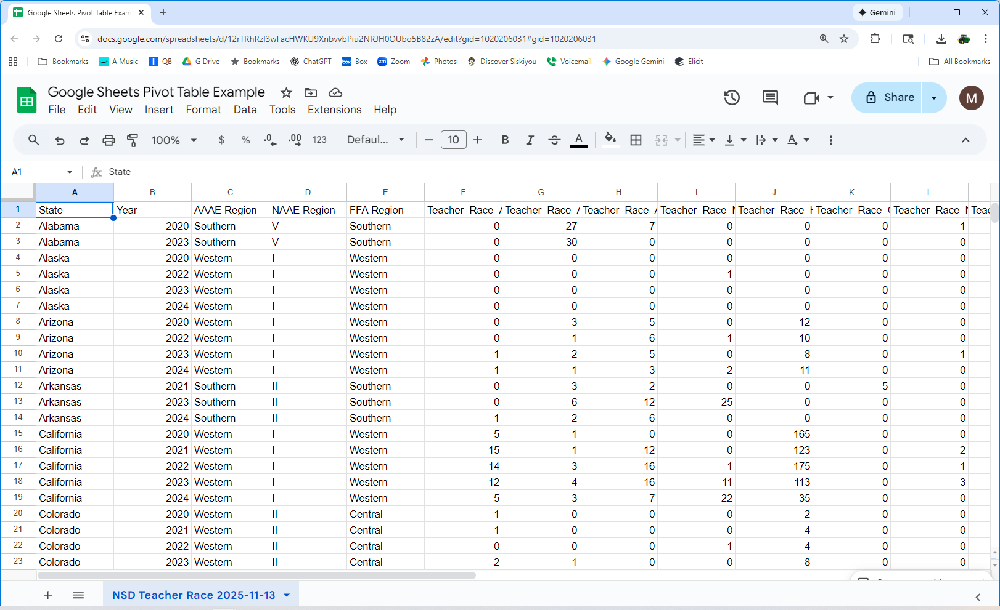 Google Sheets Pivot Table Exam
Gemini
docs.google.com/spreadsheets/d/12rTRhRzI3wFacHWKU9XnbvvbPiu2NRJH0OUbo5B82zA/edit?gid=1020206031#gid=1020206031
Bookmarks A Music QB G Drive Bookmarks ChatGPT box Box zm Zoom Photos Discover Siskiyou Voicemail Google Gemini Elicit All Bookmarks
Google Sheets Pivot Table Example
File Edit View Insert Format Data Tools Extensions Help
Share
M
100% $ % .0 .00 123 Defaul... 10 B I A
A1 fx State
A B C D E F G H I J K L
1 State Year AAAE Region NAAE Region FFA Region Teacher_Race_A Teacher_Race_A Teacher_Race_A Teacher_Race_N Teacher_Race_H Teacher_Race_O Teacher_Race_N Teac
2 Alabama 2020 Southern V Southern 0 27 7 0 0 0 1
3 Alabama 2023 Southern V Southern 0 30 0 0 0 0 0
4 Alaska 2020 Western I Western 0 0 0 0 0 0 0
5 Alaska 2022 Western I Western 0 0 0 1 0 0 0
6 Alaska 2023 Western I Western 0 0 0 0 0 0 0
7 Alaska 2024 Western I Western 0 0 0 0 0 0 0
8 Arizona 2020 Western I Western 0 3 5 0 12 0 0
9 Arizona 2022 Western I Western 0 1 6 1 10 0 0
10 Arizona 2023 Western I Western 1 2 5 0 8 0 1
11 Arizona 2024 Western I Western 1 1 3 2 11 0 0
12 Arkansas 2021 Southern II Southern 0 3 2 0 0 5 0
13 Arkansas 2023 Southern II Southern 0 6 12 25 0 0 0
14 Arkansas 2024 Southern II Southern 1 2 6 0 0 0 0
15 California 2020 Western I Western 5 1 0 0 165 0 0
16 California 2021 Western I Western 15 1 12 0 123 0 2
17 California 2022 Western I Western 14 3 16 1 175 0 1
18 California 2023 Western I Western 12 4 16 11 113 0 3
19 California 2024 Western I Western 5 3 7 22 35 0 0
20 Colorado 2020 Western II Central 1 0 0 0 2 0 0
21 Colorado 2021 Western II Central 1 0 0 0 4 0 0
22 Colorado 2022 Western II Central 0 0 0 1 4 0 0
23 Colorado 2023 Western II Central 2 1 0 0 8 0 0
NSD Teacher Race 2025-11-13